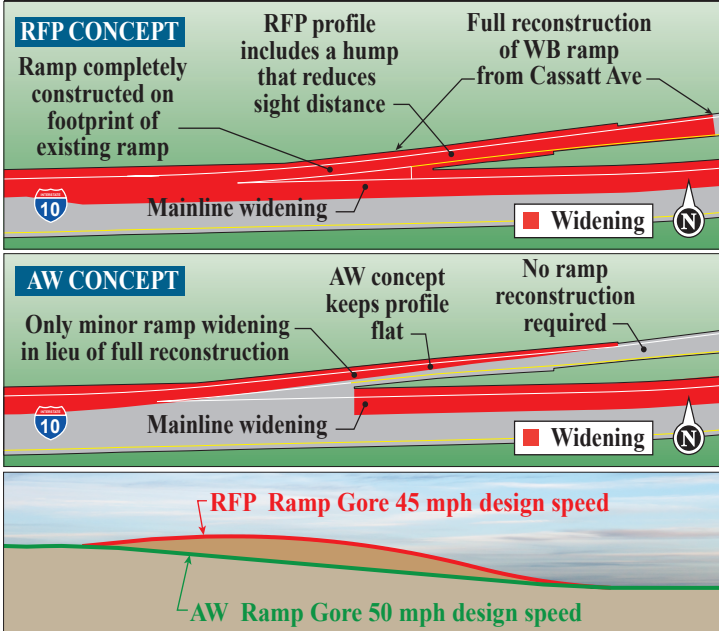 RFP CONCEPT
Ramp completely
constructed on
footprint of
existing ramp
RFP profile
includes a hump
that reduces
sight distance
Full reconstruction
of WB ramp
from Cassatt Ave
INTERSTATE
10
Mainline widening
Widening
N
AW CONCEPT
Only minor ramp widening
in lieu of full reconstruction
AW concept
keeps profile
flat
No ramp
reconstruction
required
INTERSTATE
10
Mainline widening
Widening
N
RFP Ramp Gore 45 mph design speed
AW Ramp Gore 50 mph design speed